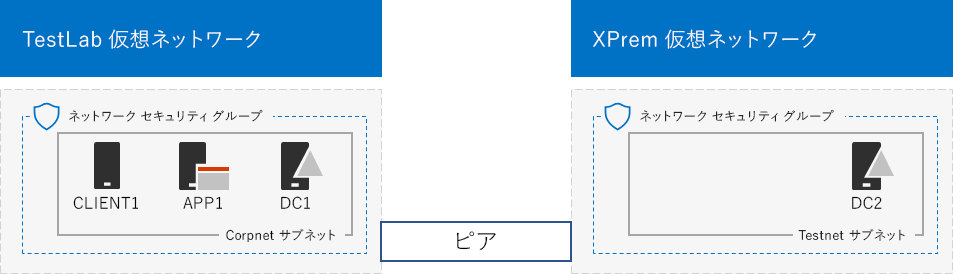 TestLab 仮想ネットワーク
XPrem 仮想ネットワーク
ネットワーク セキュリティ グループ
CLIENT1
APP1
DC1
Corpnet サブネット
ピア
ネットワーク セキュリティ グループ
DC2
Testnet サブネット